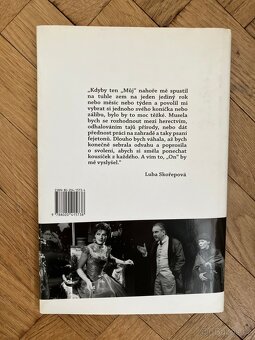 „Kdyby ten „Můj“ nahoře mě spustil
na tuhle zem na jeden jediný rok
nebo měsíc nebo týden a povolil mi
vybrat si jednoho svého koníčka nebo
zálibu, bylo by to moc těžké. Musela
bych se rozhodnout mezi herectvím,
odhalováním tajů přírody, nebo dát
přednost práci na zahradě a taky psaní
fejetonů. Dlouho bych váhala, až bych
konečně sebrala odvahu a poprosila
o svolení, abych si směla ponechat
kousíček z každého. A vím to, „On“ by
mě vyslyšel.“
Luba Skořepová